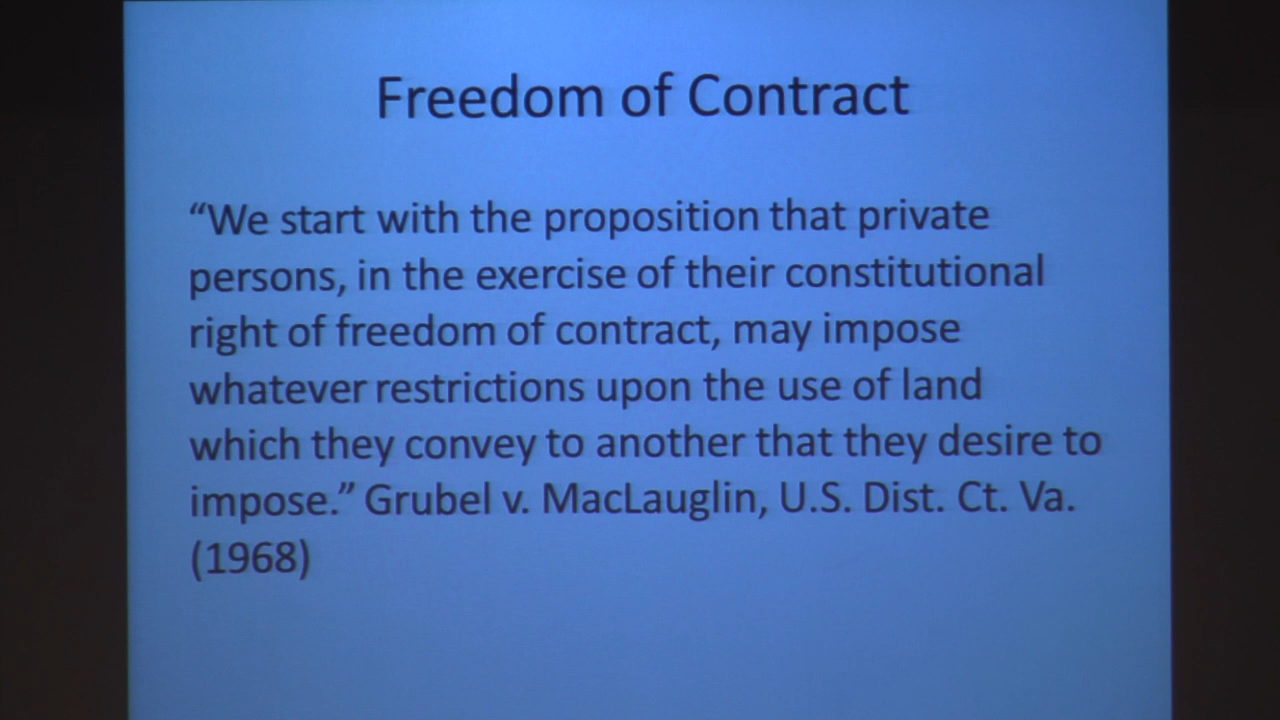 Freedom of Contract
“We start with the proposition that private
persons, in the exercise of their constitutional
right of freedom of contract, may impose
whatever restrictions upon the use of land
which they convey to another that they desire to
impose.” Grubel v. MacLauglin, U.S. Dist. Ct. Va.
(1968)